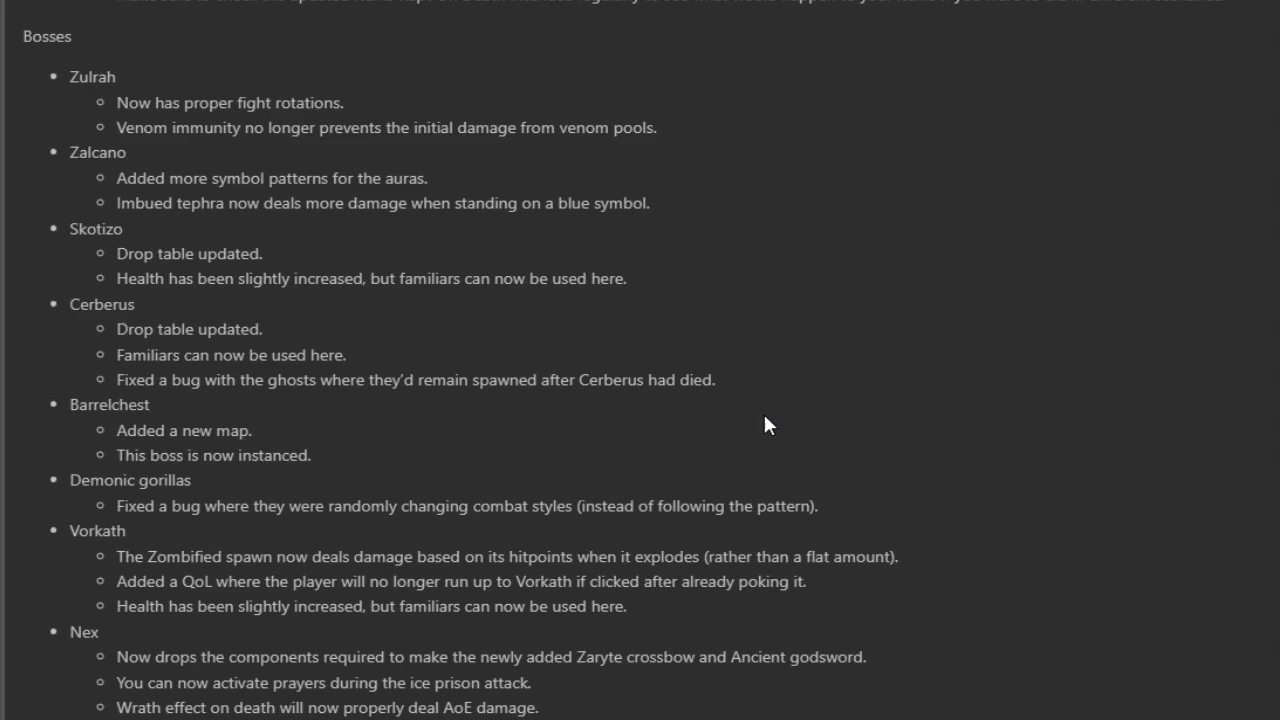 Bosses
Zulrah
Now has proper fight rotations.
Venom immunity no longer prevents the initial damage from venom pools.
Zalcano
Added more symbol patterns for the auras.
Imbued tephra now deals more damage when standing on a blue symbol.
Skotizo
Drop table updated.
Health has been slightly increased, but familiars can now be used here.
Cerberus
Drop table updated.
Familiars can now be used here.
Fixed a bug with the ghosts where they'd remain spawned after Cerberus had died.
Barrelchest
Added a new map.
This boss is now instanced.
Demonic gorillas
Fixed a bug where they were randomly changing combat styles (instead of following the pattern).
Vorkath
The Zombified spawn now deals damage based on its hitpoints when it explodes (rather than a flat amount).
Added a QoL where the player will no longer run up to Vorkath if clicked after already poking it.
Health has been slightly increased, but familiars can now be used here.
Nex
Now drops the components required to make the newly added Zaryte crossbow and Ancient godsword.
You can now activate prayers during the ice prison attack.
Wrath effect on death will now properly deal AoE damage.